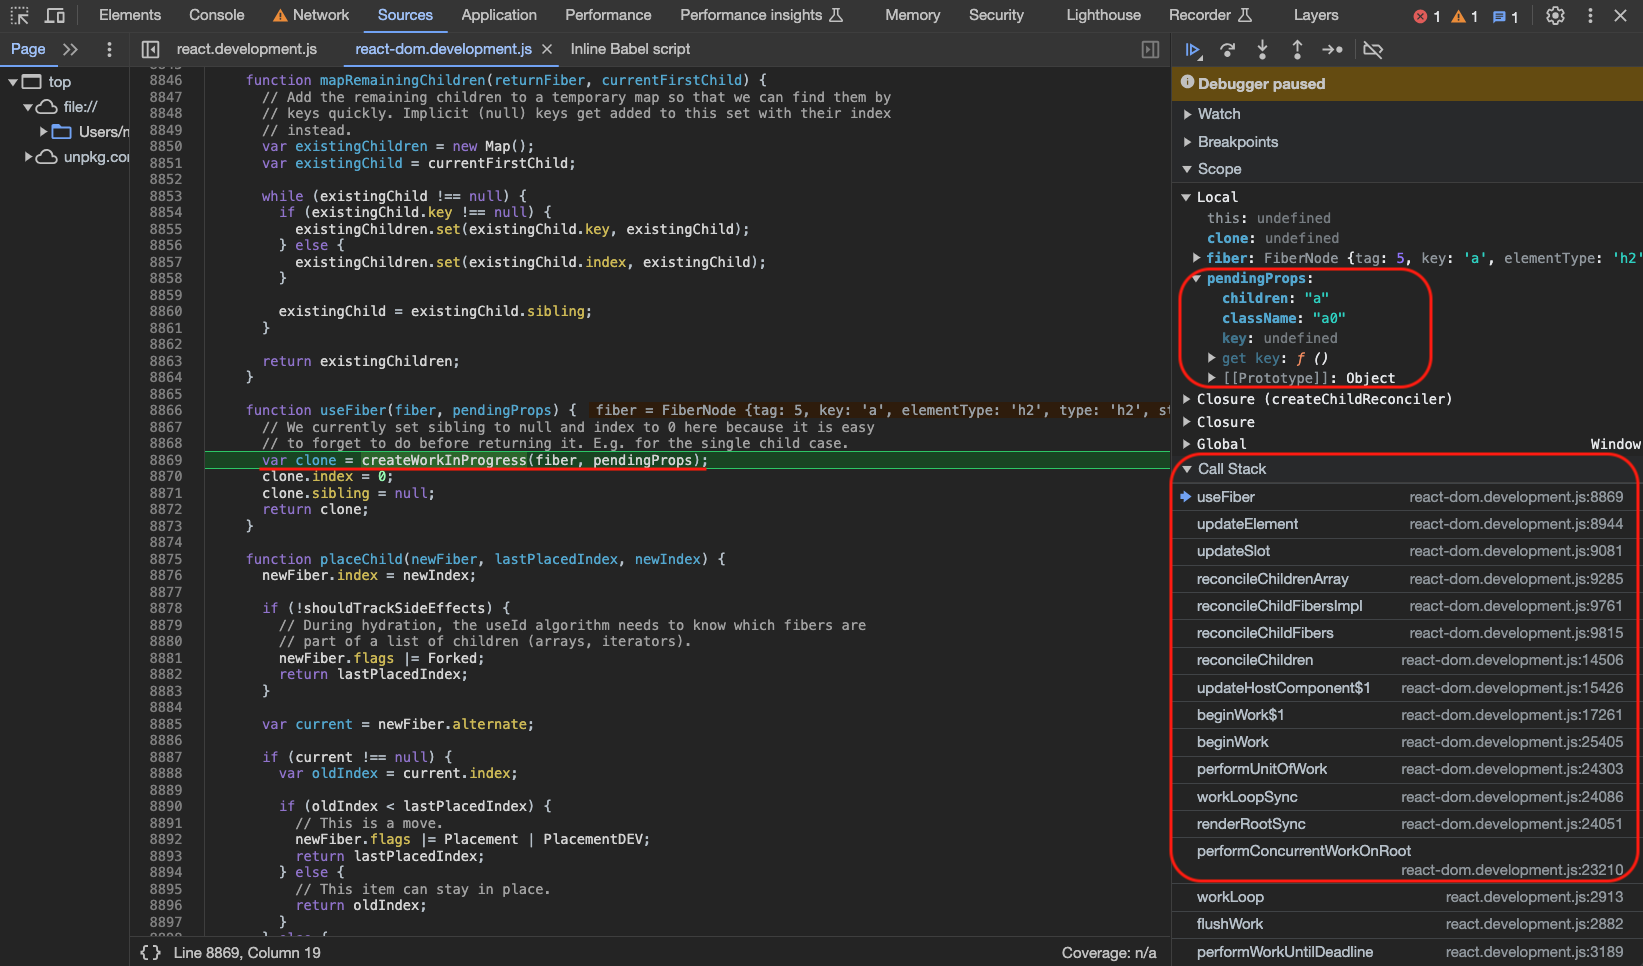 Elements Console Network Sources Application Performance Performance insights Memory Security Lighthouse Recorder Layers 1 1 1
Page react.development.js react-dom.development.js Inline Babel script
top
file://
Users/
unpkg.co
8846 function mapRemainingChildren(returnFiber, currentFirstChild) {
8847 // Add the remaining children to a temporary map so that we can find them by
8848 // keys quickly. Implicit (null) keys get added to this set with their index
8849 // instead.
8850 var existingChildren = new Map();
8851 var existingChild = currentFirstChild;
8852
8853 while (existingChild !== null) {
8854 if (existingChild.key !== null) {
8855 existingChildren.set(existingChild.key, existingChild);
8856 } else {
8857 existingChildren.set(existingChild.index, existingChild);
8858 }
8859
8860 existingChild = existingChild.sibling;
8861 }
8862
8863 return existingChildren;
8864 }
8865
8866 function useFiber(fiber, pendingProps) { fiber = FiberNode {tag: 5, key: 'a', elementType: 'h2', type: 'h2', st
8867 // We currently set sibling to null and index to 0 here because it is easy
8868 // to forget to do before returning it. E.g. for the single child case.
8869 var clone = createWorkInProgress(fiber, pendingProps);
8870 clone.index = 0;
8871 clone.sibling = null;
8872 return clone;
8873 }
8874
8875 function placeChild(newFiber, lastPlacedIndex, newIndex) {
8876 newFiber.index = newIndex;
8877
8878 if (!shouldTrackSideEffects) {
8879 // During hydration, the useId algorithm needs to know which fibers are
8880 // part of a list of children (arrays, iterators).
8881 newFiber.flags |= Forked;
8882 return lastPlacedIndex;
8883 }
8884
8885 var current = newFiber.alternate;
8886
8887 if (current !== null) {
8888 var oldIndex = current.index;
8889
8890 if (oldIndex < lastPlacedIndex) {
8891 // This is a move.
8892 newFiber.flags |= Placement | PlacementDEV;
8893 return lastPlacedIndex;
8894 } else {
8895 // This item can stay in place.
8896 return oldIndex;
8897 }
{} Line 8869, Column 19 Coverage: n/a
Debugger paused
Watch
Breakpoints
Scope
Local
this: undefined
clone: undefined
fiber: FiberNode {tag: 5, key: 'a', elementType: 'h2'
pendingProps:
children: "a"
className: "a0"
key: undefined
get key: ƒ ()
[[Prototype]]: Object
Closure (createChildReconciler)
Closure
Global Window
Call Stack
useFiber react-dom.development.js:8869
updateElement react-dom.development.js:8944
updateSlot react-dom.development.js:9081
reconcileChildrenArray react-dom.development.js:9285
reconcileChildFibersImpl react-dom.development.js:9761
reconcileChildFibers react-dom.development.js:9815
reconcileChildren react-dom.development.js:14506
updateHostComponent$1 react-dom.development.js:15426
beginWork$1 react-dom.development.js:17261
beginWork react-dom.development.js:25405
performUnitOfWork react-dom.development.js:24303
workLoopSync react-dom.development.js:24086
renderRootSync react-dom.development.js:24051
performConcurrentWorkOnRoot
react-dom.development.js:23210
workLoop react.development.js:2913
flushWork react.development.js:2882
performWorkUntilDeadline react.development.js:3189